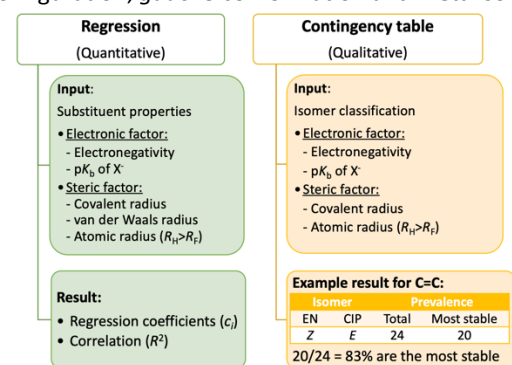 Regression
(Quantitative)
Input:
Substituent properties
• Electronic factor:
- Electronegativity
- pKb of X-
• Steric factor:
- Covalent radius
- van der Waals radius
- Atomic radius (RH>RF)
Result:
• Regression coefficients (ci)
• Correlation (R²)
Contingency table
(Qualitative)
Input:
Isomer classification
• Electronic factor:
- Electronegativity
- pKb of X-
• Steric factor:
- Covalent radius
- Atomic radius (RH>RF)
Example result for C=C:
Isomer Prevalence
EN CIP Total Most stable
Z E 24 20
20/24 = 83% are the most stable